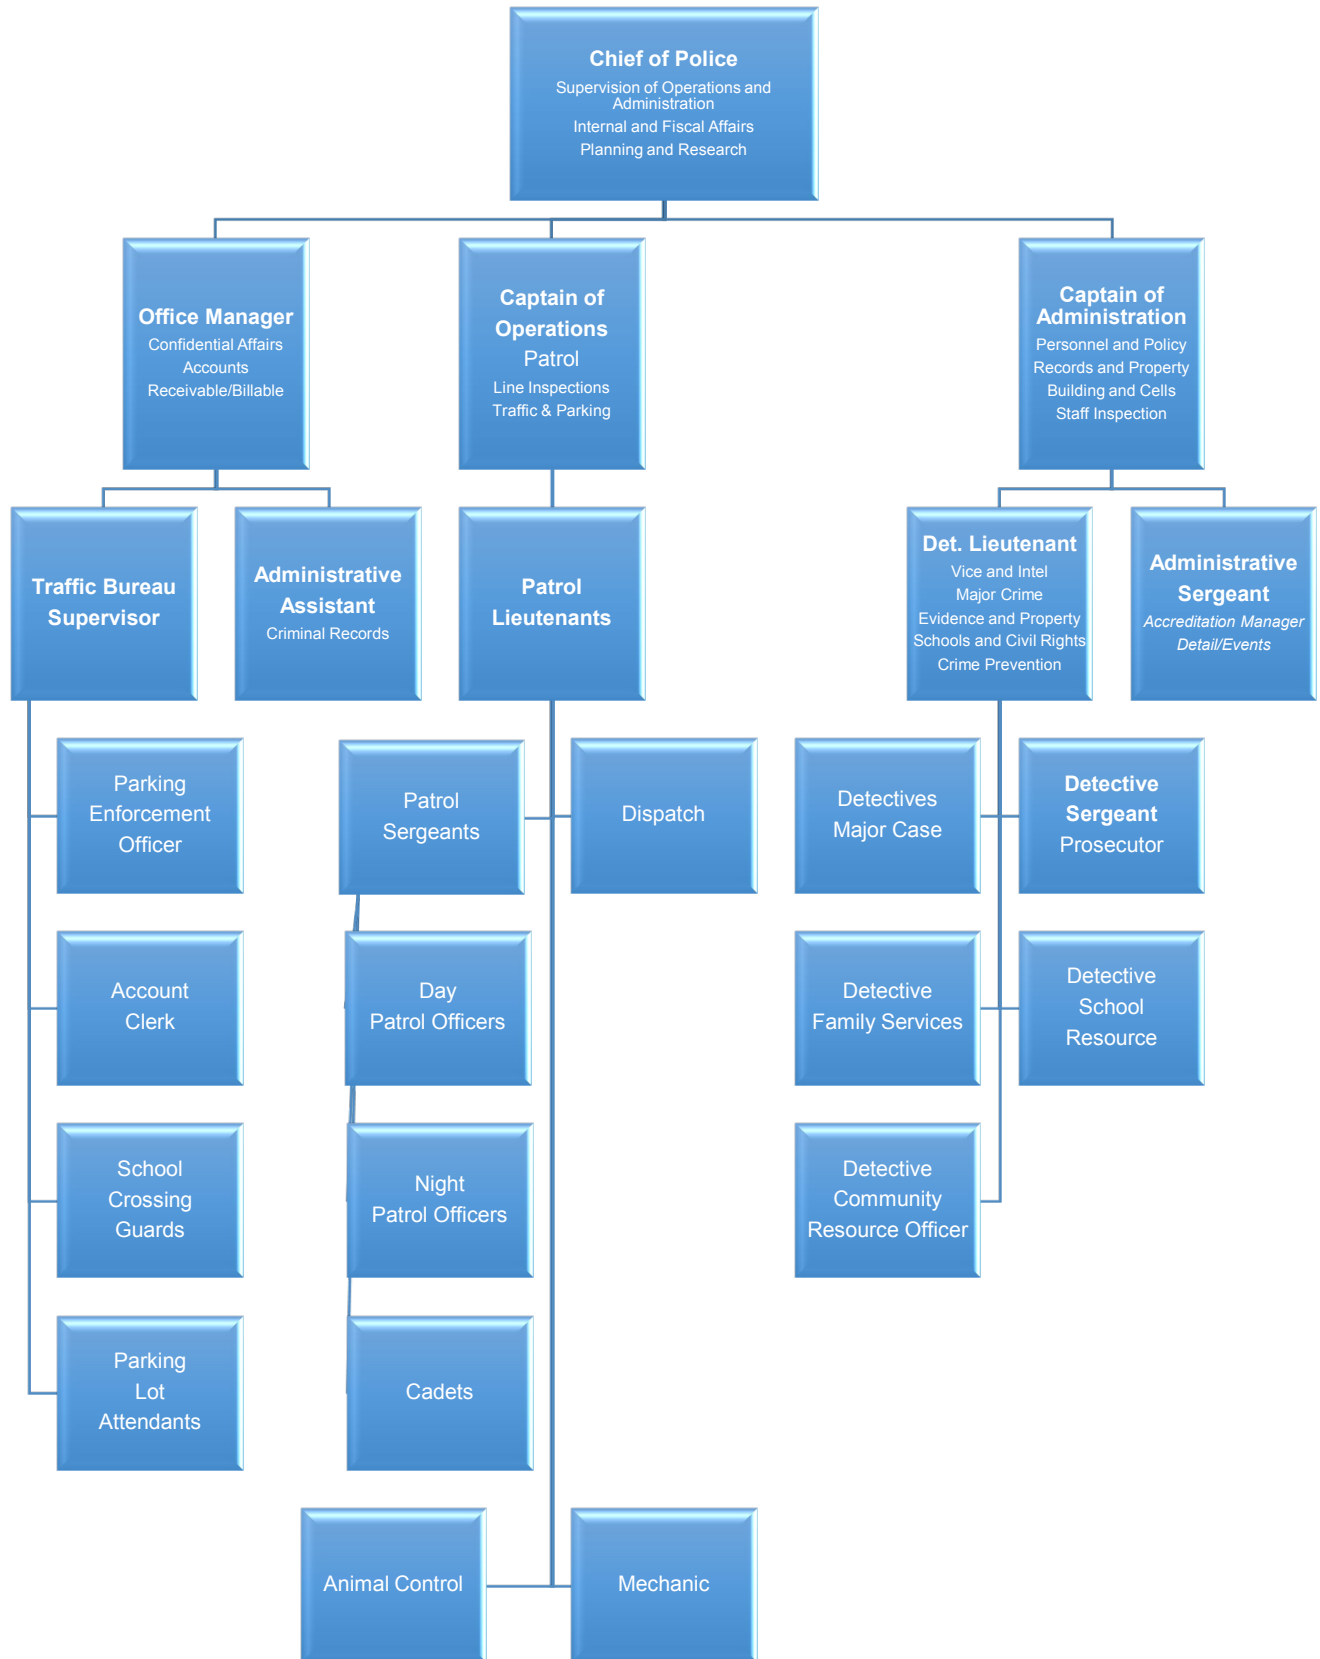 Chief of Police
Supervision of Operations and
Administration
Internal and Fiscal Affairs
Planning and Research
Office Manager
Confidential Affairs
Accounts
Receivable/Billable
Captain of
Operations
Patrol
Line Inspections
Traffic & Parking
Captain of
Administration
Personnel and Policy
Records and Property
Building and Cells
Staff Inspection
Traffic Bureau
Supervisor
Administrative
Assistant
Criminal Records
Patrol
Lieutenants
Det. Lieutenant
Vice and Intel
Major Crime
Evidence and Property
Schools and Civil Rights
Crime Prevention
Administrative
Sergeant
Accreditation Manager
Detail/Events
Parking
Enforcement
Officer
Patrol
Sergeants
Dispatch
Detectives
Major Case
Detective
Sergeant
Prosecutor
Account
Clerk
Day
Patrol Officers
Detective
Family Services
Detective
School
Resource
School
Crossing
Guards
Night
Patrol Officers
Detective
Community
Resource Officer
Parking
Lot
Attendants
Cadets
Animal Control
Mechanic